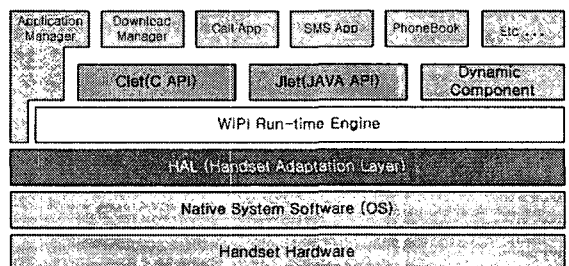 Application
Manager
Download
Manager
Call App
SMS App
PhoneBook
Etc ...
Clet(C API)
Jlet(JAVA API)
Dynamic
Component
WIPI Run-time Engine
HAL (Handset Adaptation Layer)
Native System Software (OS)
Handset Hardware